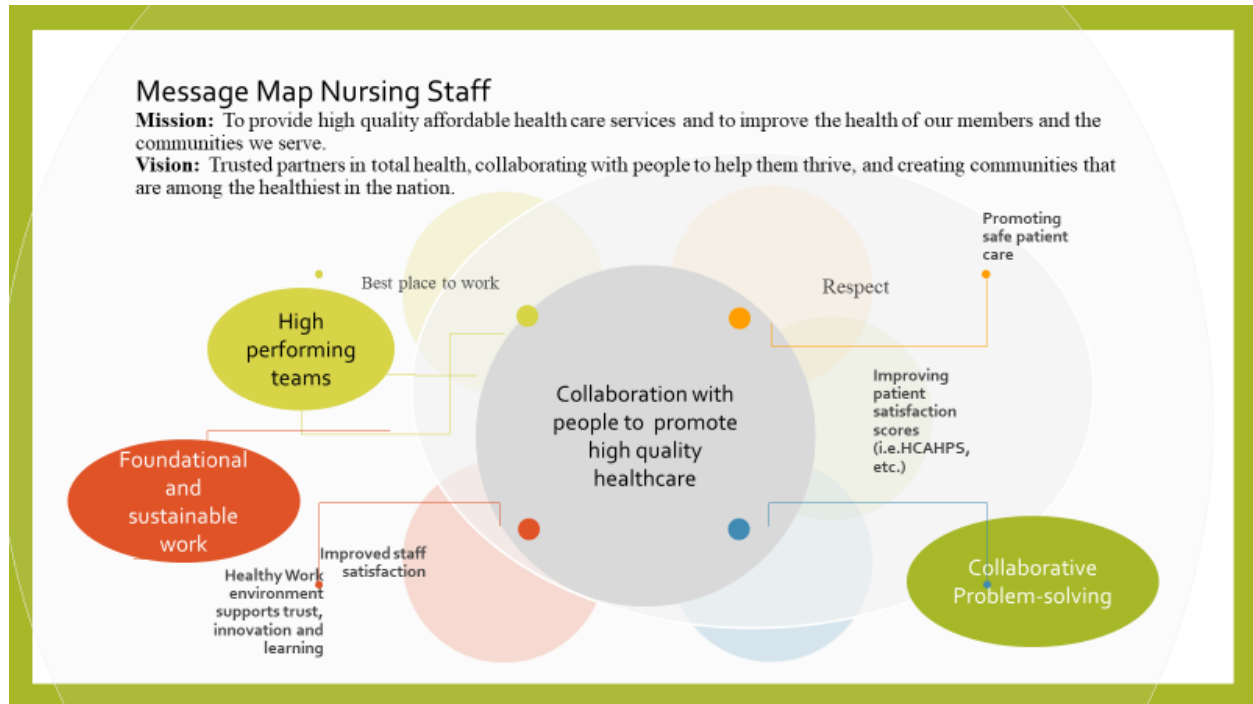 Message Map Nursing Staff
Mission: To provide high quality affordable health care services and to improve the health of our members and the
communities we serve.
Vision: Trusted partners in total health, collaborating with people to help them thrive, and creating communities that
are among the healthiest in the nation.
Promoting
safe patient
care
Best place to work
Respect
High
performing
teams
Collaboration with
people to promote
high quality
healthcare
Improving
patient
satisfaction
scores
(i.e.HCAHPS,
etc.)
Foundational
and
sustainable
work
Improved staff
satisfaction
Healthy Work
environment
supports trust,
innovation and
learning
Collaborative
Problem-solving